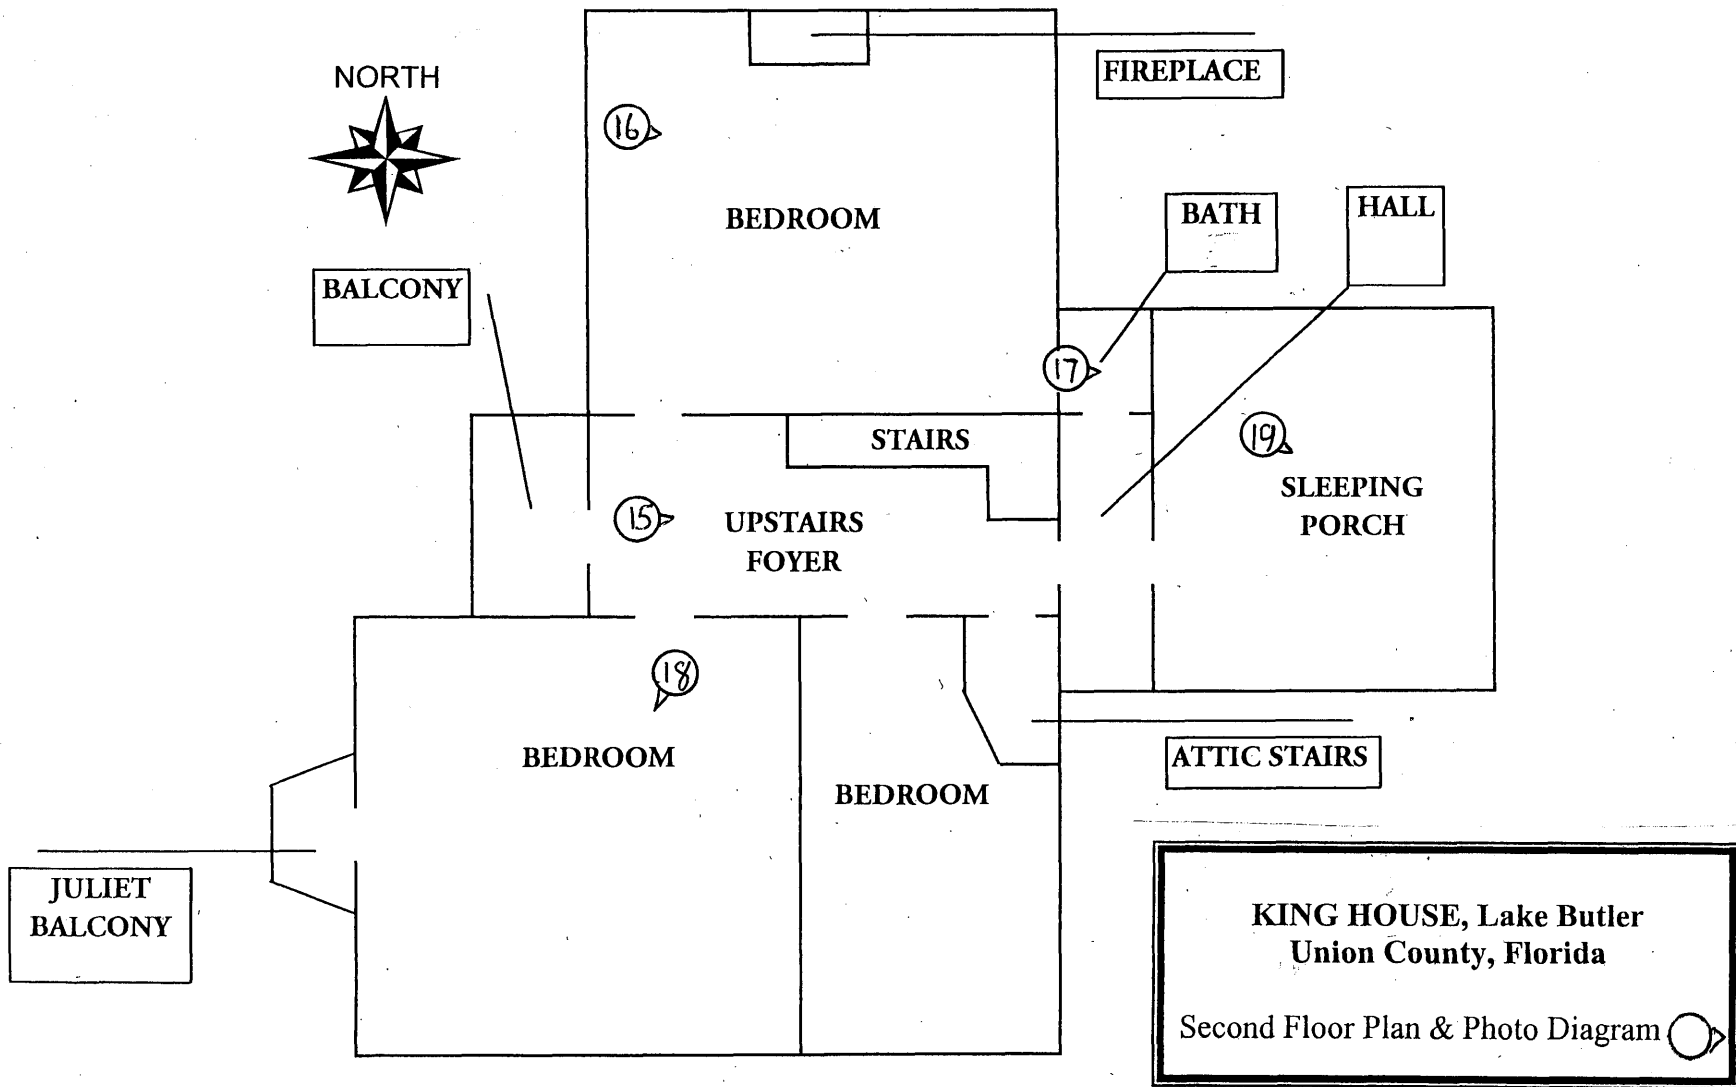 NORTH
FIREPLACE
16
BEDROOM
BATH
HALL
BALCONY
17
STAIRS
19
SLEEPING
PORCH
15
UPSTAIRS
FOYER
18
BEDROOM
BEDROOM
ATTIC STAIRS
JULIET
BALCONY
KING HOUSE, Lake Butler
Union County, Florida
Second Floor Plan & Photo Diagram